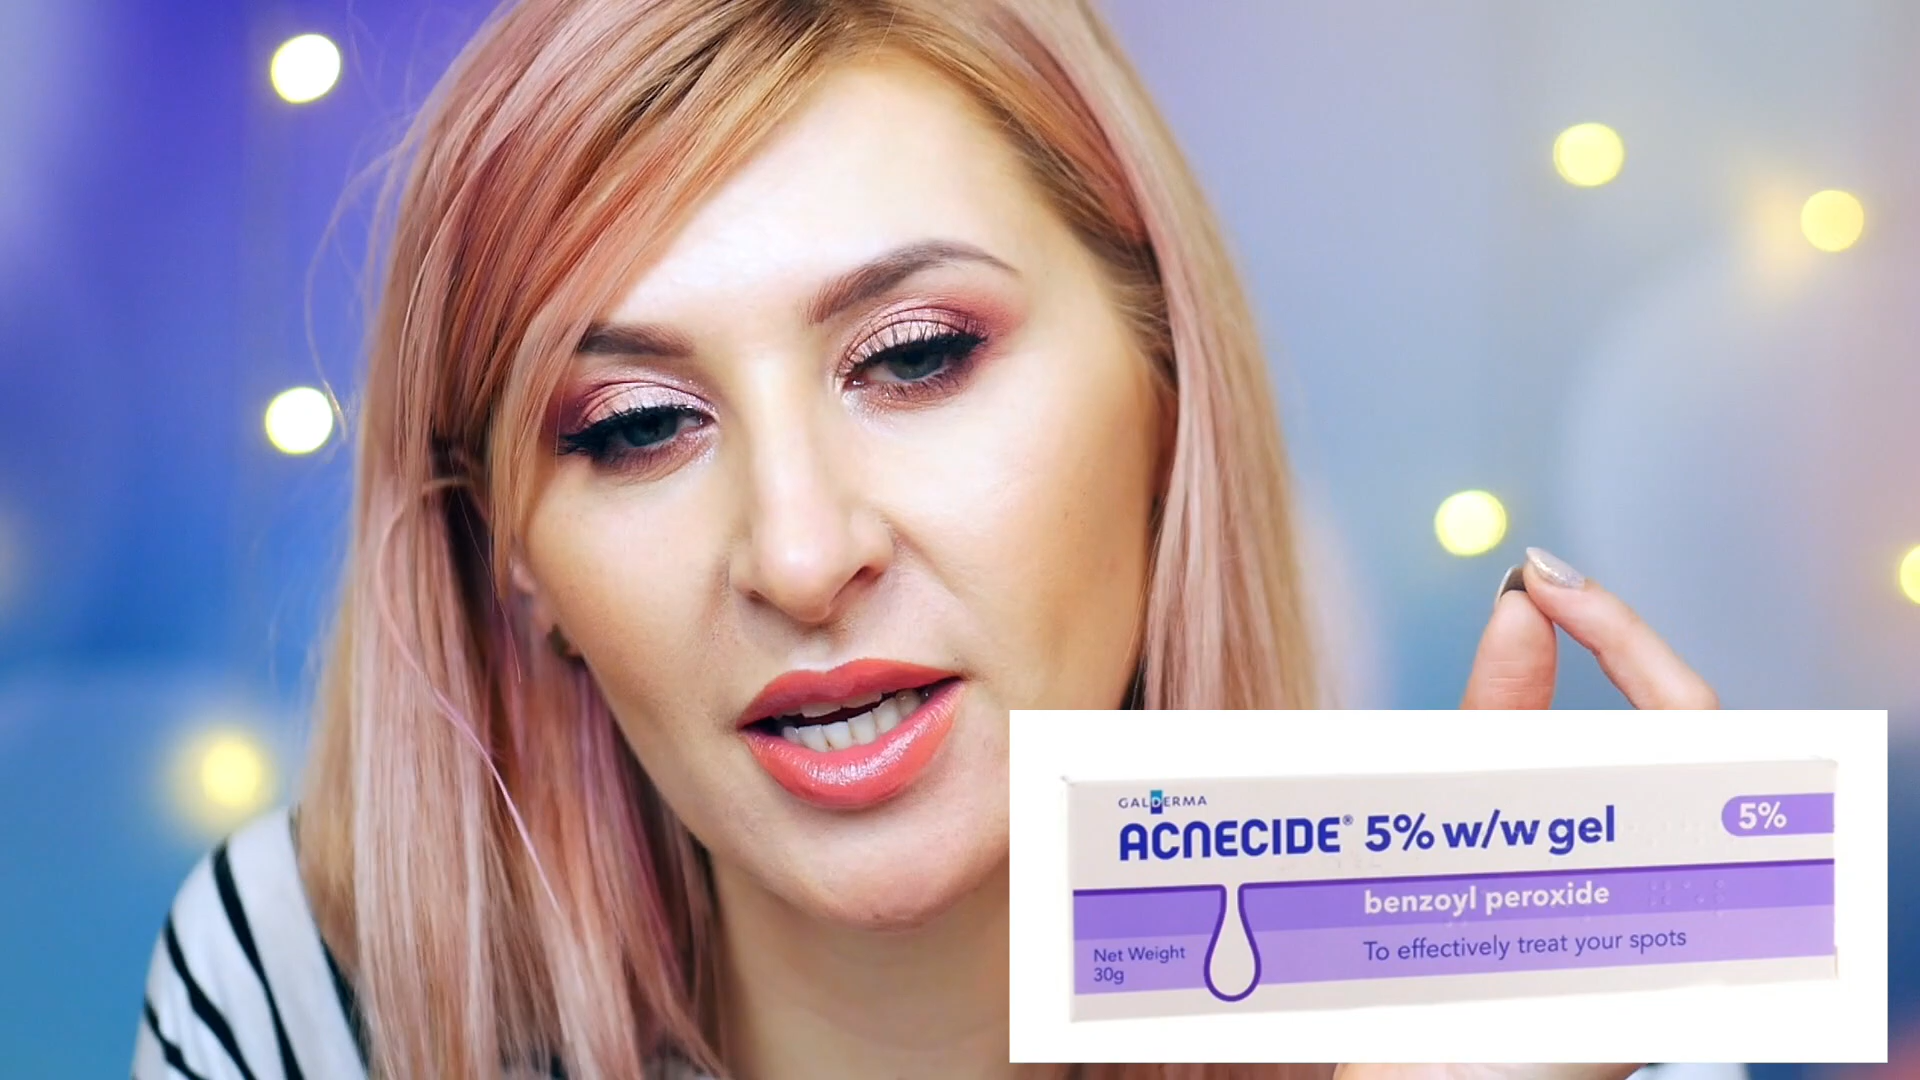 GALDERMA
ACNECIDE® 5% w/w gel
5%
benzoyl peroxide
To effectively treat your spots
Net Weight
30g